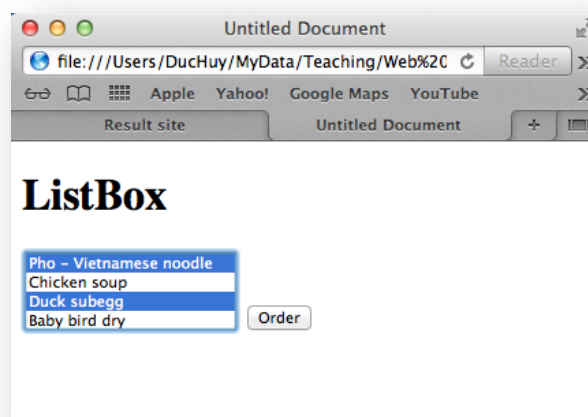 Untitled Document
file:///Users/DucHuy/MyData/Teaching/Web%20 Reader
Apple Yahoo! Google Maps YouTube
Result site Untitled Document
ListBox
Pho – Vietnamese noodle
Chicken soup
Duck subegg
Baby bird dry
Order